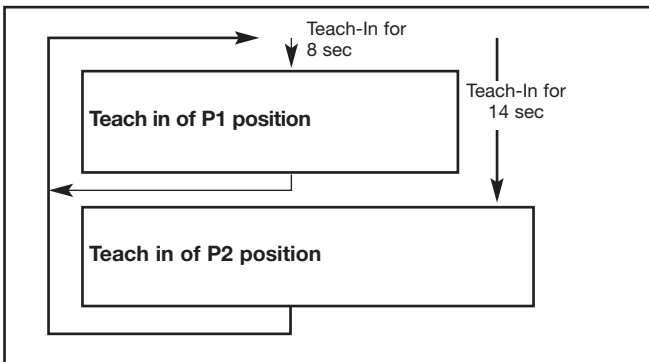 Teach-In for
8 sec
Teach in of P1 position
Teach-In for
14 sec
Teach in of P2 position